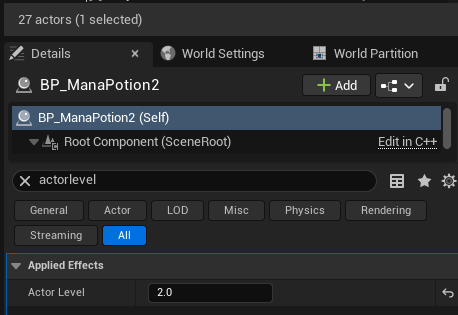 27 actors (1 selected)
Details World Settings World Partition
BP_ManaPotion2 Add
BP_ManaPotion2 (Self)
Root Component (SceneRoot) Edit in C++
actorlevel
General Actor LOD Misc Physics Rendering
Streaming All
Applied Effects
Actor Level 2.0